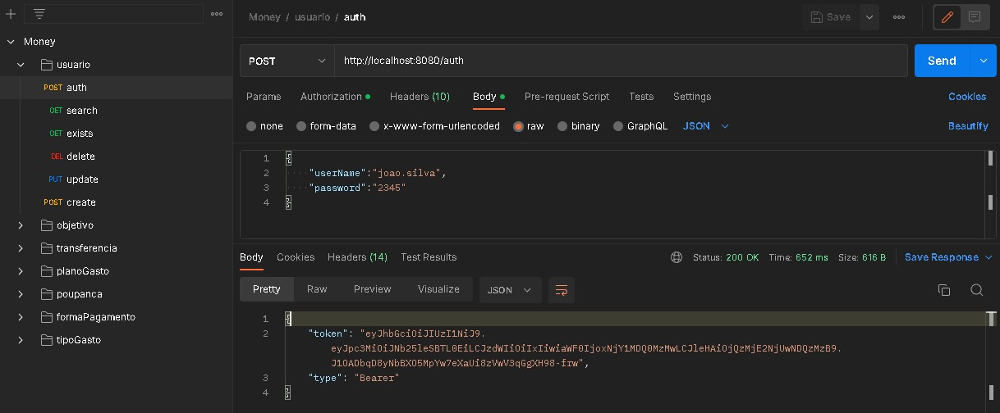 Money / usuario / auth
Save
Money
usuario
POST auth
GET search
GET exists
DEL delete
PUT update
POST create
objetivo
transferencia
planoGasto
poupanca
formaPagamento
tipoGasto
POST
http://localhost:8080/auth
Send
Params Authorization Headers (10) Body Pre-request Script Tests Settings Cookies
none form-data x-www-form-urlencoded raw binary GraphQL JSON Beautify
1 {
2 "userName":"joao.silva",
3 "password":"2345"
4 }
Body Cookies Headers (14) Test Results Status: 200 OK Time: 652 ms Size: 616 B Save Response
Pretty Raw Preview Visualize JSON
1 {
2 "token": "eyJhbGciOiJIUzI1NiJ9.
eyJpc3MiOiJNb25leSBTL0EiLCJzdWIiOiIxIiwiaWF0IjoxNjY1MDQ0MzMwLCJleHAiOjQzMjE2NjUwNDQzMzB9.
J1OADbqD8yNbBXO5MpYw7eXaUi8zVwV3qGgXH98-frw",
3 "type": "Bearer"
4 }